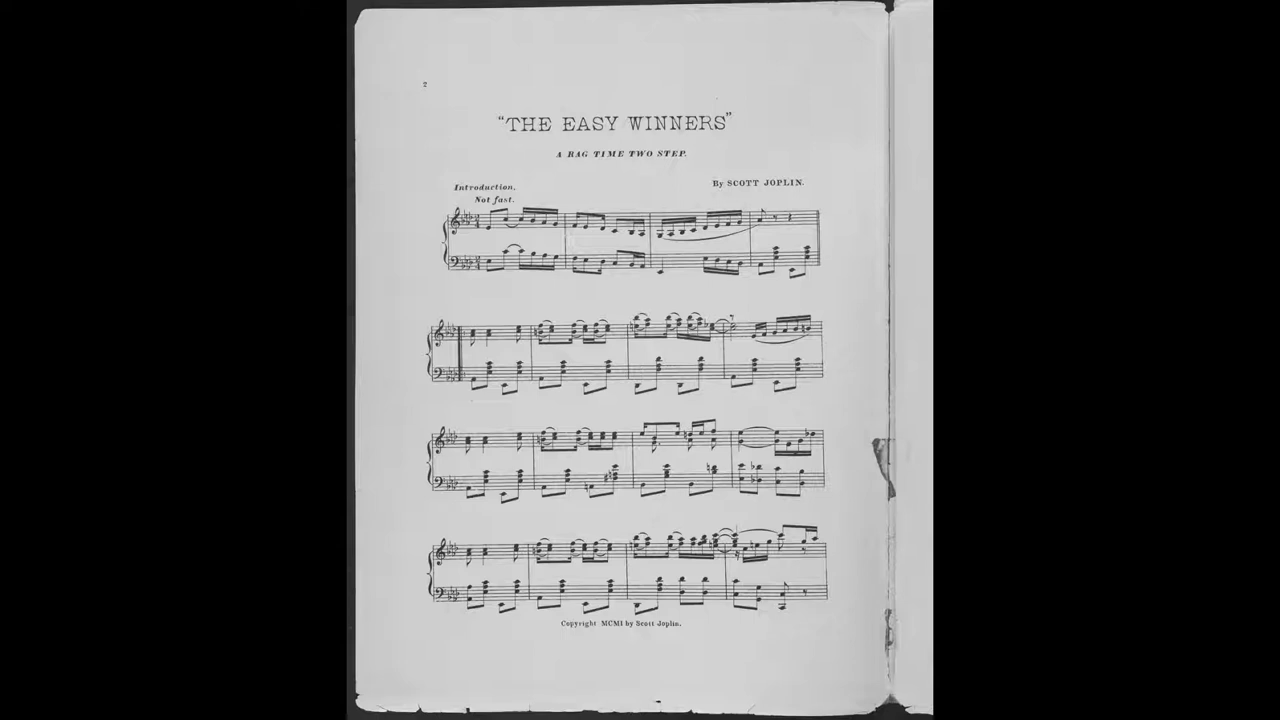 2
"THE EASY WINNERS"
A RAG TIME TWO STEP.
By SCOTT JOPLIN.
Introduction.
Not fast.
Copyright MCMI by Scott Joplin.